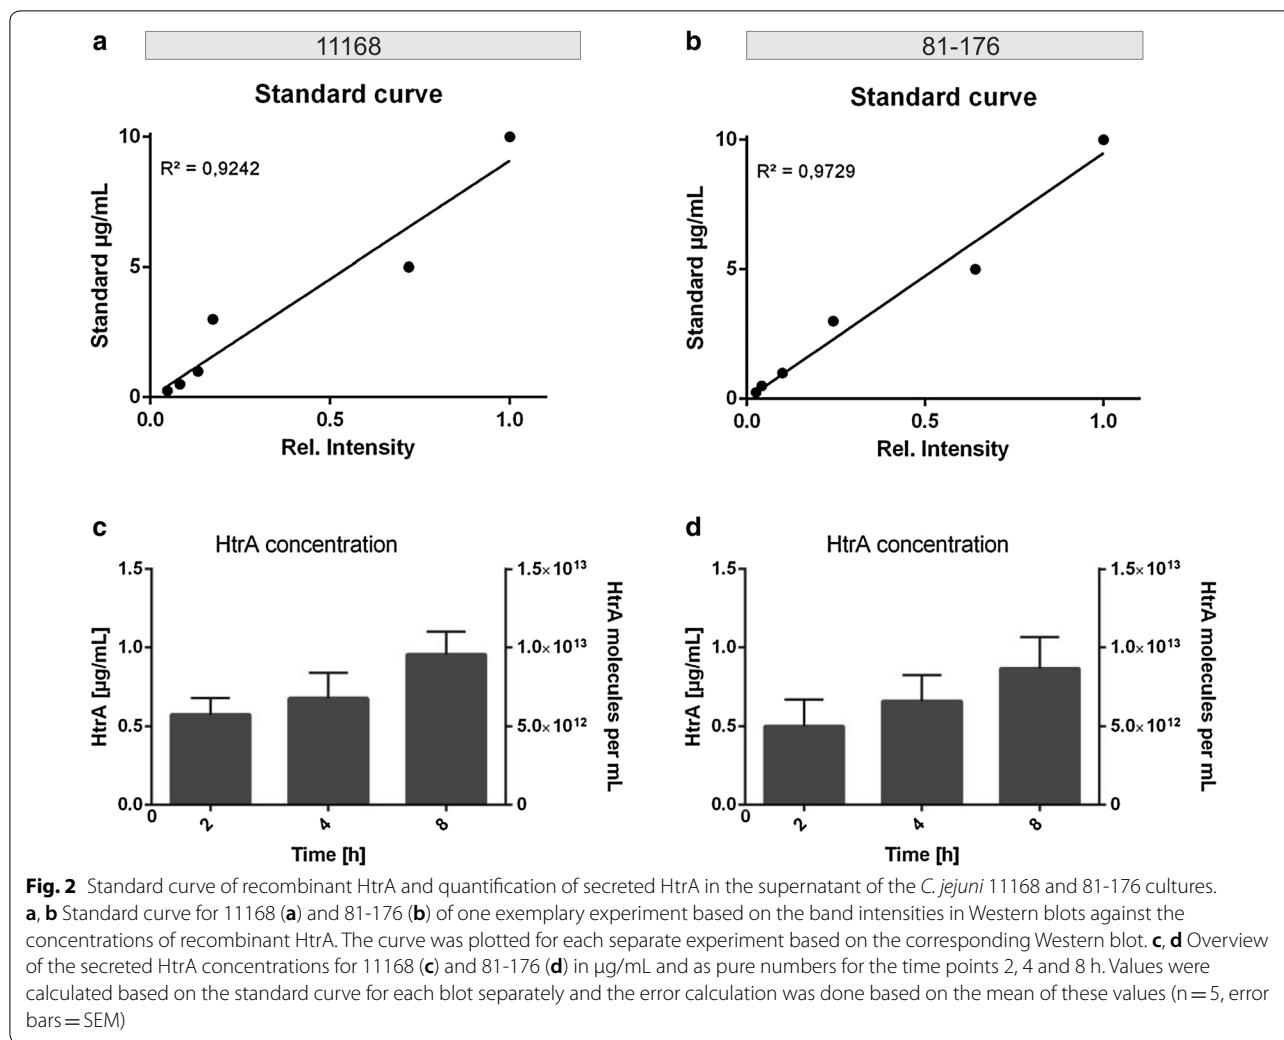 a
11168
Standard curve
10
5
0
R² = 0,9242
Standard µg/mL
0.0
0.5
1.0
Rel. Intensity
b
81-176
Standard curve
10
5
0
R² = 0,9729
Standard µg/mL
0.0
0.5
1.0
Rel. Intensity
c
HtrA concentration
1.5
1.0
0.5
0.0
HtrA [µg/mL]
1.5×10¹³
1.0×10¹³
5.0×10¹²
0
HtrA molecules per mL
0
2
4
8
Time [h]
d
HtrA concentration
1.5
1.0
0.5
0.0
HtrA [µg/mL]
1.5×10¹³
1.0×10¹³
5.0×10¹²
0
HtrA molecules per mL
0
2
4
8
Time [h]
Fig. 2 Standard curve of recombinant HtrA and quantification of secreted HtrA in the supernatant of the C. jejuni 11168 and 81-176 cultures.
a, b Standard curve for 11168 (a) and 81-176 (b) of one exemplary experiment based on the band intensities in Western blots against the
concentrations of recombinant HtrA. The curve was plotted for each separate experiment based on the corresponding Western blot. c, d Overview
of the secreted HtrA concentrations for 11168 (c) and 81-176 (d) in µg/mL and as pure numbers for the time points 2, 4 and 8 h. Values were
calculated based on the standard curve for each blot separately and the error calculation was done based on the mean of these values (n = 5, error
bars = SEM)